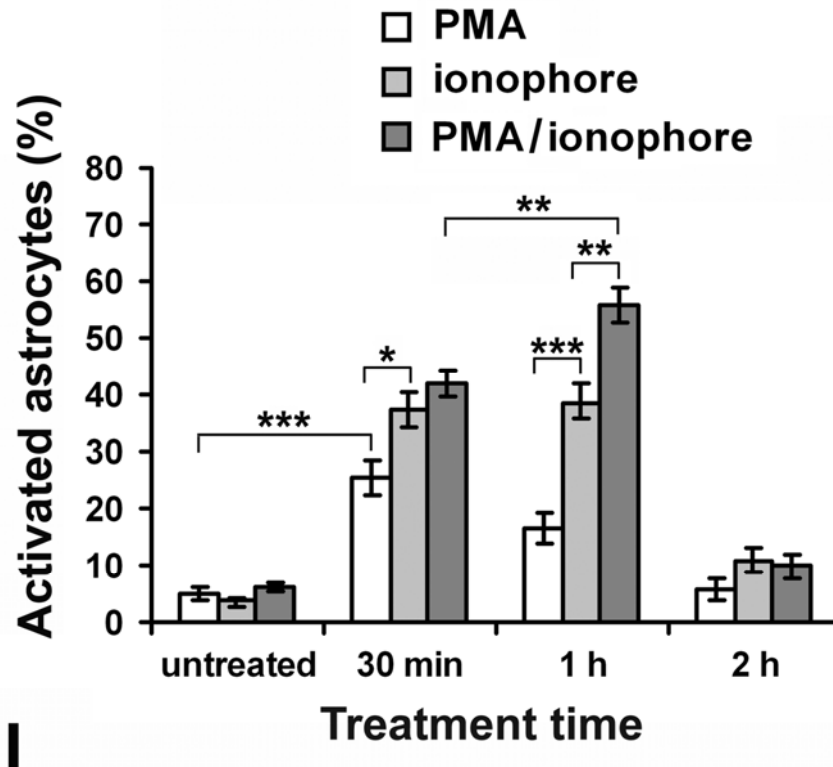 PMA
ionophore
PMA/ionophore
Activated astrocytes (%)
80
70
60
50
40
30
20
10
0
**
**
***
*
***
untreated 30 min 1 h 2 h
Treatment time
I